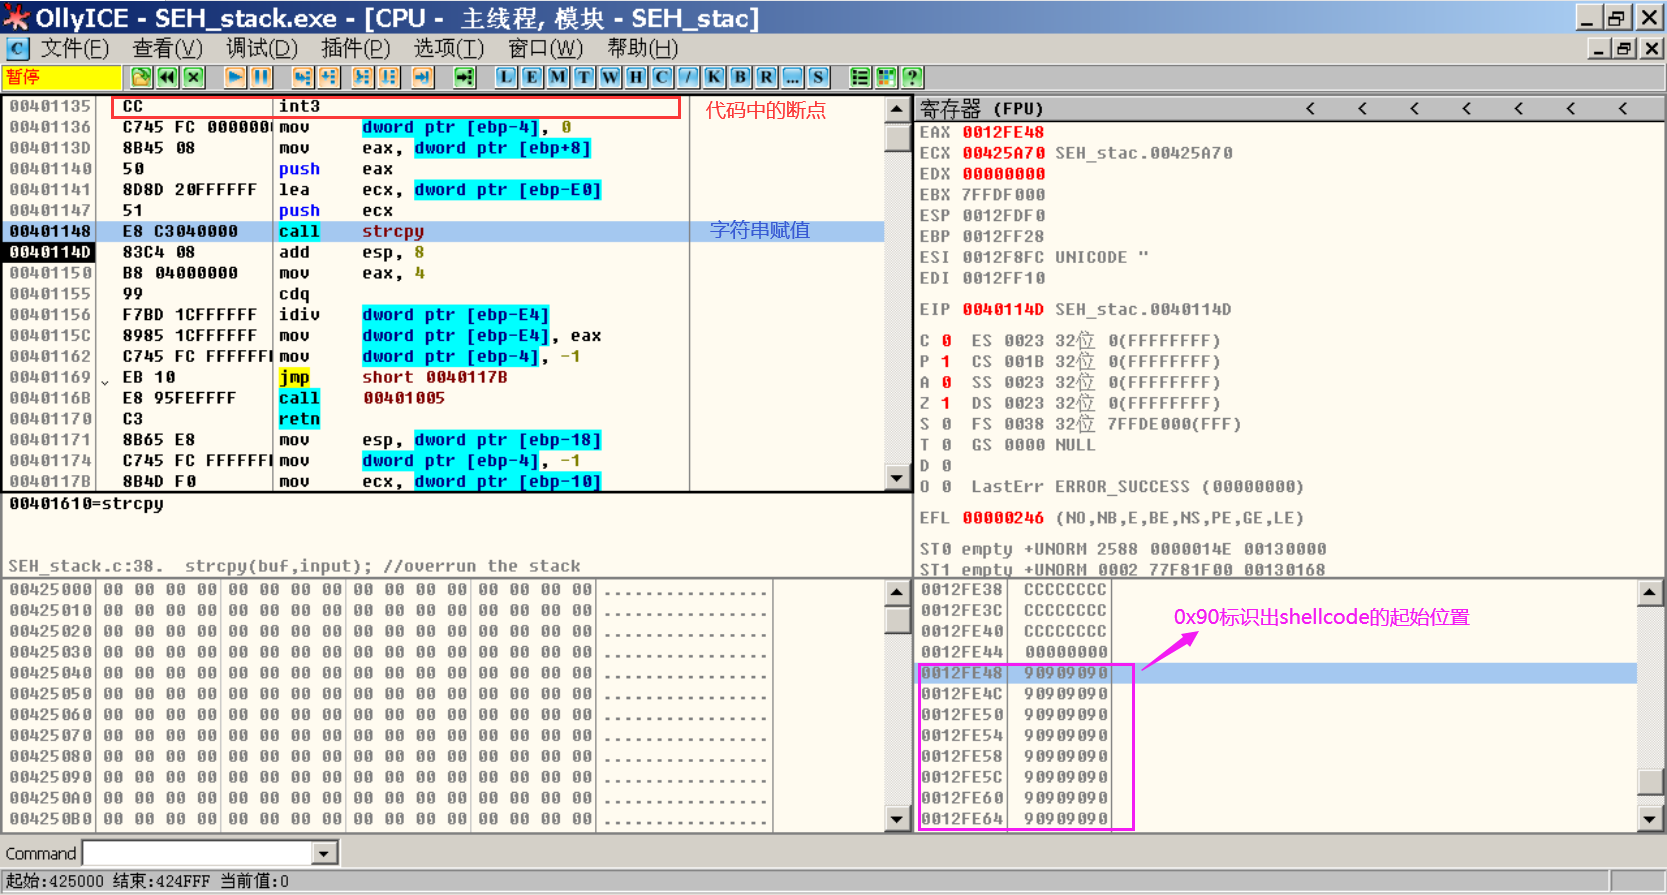 OllyICE - SEH_stack.exe - [CPU - 主线程, 模块 - SEH_stac]
C 文件(F) 查看(V) 调试(D) 插件(P) 选项(T) 窗口(W) 帮助(H)
暂停 L E M T W H C / K B R ... S ?
00401135 CC int3 代码中的断点
00401136 C745 FC 0000000 mov dword ptr [ebp-4], 0
0040113D 8B45 08 mov eax, dword ptr [ebp+8]
00401140 50 push eax
00401141 8D8D 20FFFFFF lea ecx, dword ptr [ebp-E0]
00401147 51 push ecx
00401148 E8 C3040000 call strcpy 字符串赋值
0040114D 83C4 08 add esp, 8
00401150 B8 04000000 mov eax, 4
00401155 99 cdq
00401156 F7BD 1CFFFFFF idiv dword ptr [ebp-E4]
0040115C 8985 1CFFFFFF mov dword ptr [ebp-E4], eax
00401162 C745 FC FFFFFF mov dword ptr [ebp-4], -1
00401169 EB 10 jmp short 0040117B
0040116B E8 95FEFFFF call 00401005
00401170 C3 retn
00401171 8B65 E8 mov esp, dword ptr [ebp-18]
00401174 C745 FC FFFFFF mov dword ptr [ebp-4], -1
0040117B 8B4D F0 mov ecx, dword ptr [ebp-10]
00401610=strcpy
SEH_stack.c:38. strcpy(buf,input); //overrun the stack
寄存器 (FPU) < < < < < < <
EAX 0012FE48
ECX 00425A70 SEH_stac.00425A70
EDX 00000000
EBX 7FFDF000
ESP 0012FDF0
EBP 0012FF28
ESI 0012F8FC UNICODE "
EDI 0012FF10
EIP 0040114D SEH_stac.0040114D
C 0 ES 0023 32位 0(FFFFFFFF)
P 1 CS 001B 32位 0(FFFFFFFF)
A 0 SS 0023 32位 0(FFFFFFFF)
Z 1 DS 0023 32位 0(FFFFFFFF)
S 0 FS 0038 32位 7FFDE000(FFF)
T 0 GS 0000 NULL
D 0
O 0 LastErr ERROR_SUCCESS (00000000)
EFL 00000246 (NO,NB,E,BE,NS,PE,GE,LE)
ST0 empty +UNORM 2588 0000014E 00130000
ST1 empty +UNORM 0002 77F81F00 00130168
00425000 00 00 00 00 00 00 00 00 00 00 00 00 00 00 00 00 ................
00425010 00 00 00 00 00 00 00 00 00 00 00 00 00 00 00 00 ................
00425020 00 00 00 00 00 00 00 00 00 00 00 00 00 00 00 00 ................
00425030 00 00 00 00 00 00 00 00 00 00 00 00 00 00 00 00 ................
00425040 00 00 00 00 00 00 00 00 00 00 00 00 00 00 00 00 ................
00425050 00 00 00 00 00 00 00 00 00 00 00 00 00 00 00 00 ................
00425060 00 00 00 00 00 00 00 00 00 00 00 00 00 00 00 00 ................
00425070 00 00 00 00 00 00 00 00 00 00 00 00 00 00 00 00 ................
00425080 00 00 00 00 00 00 00 00 00 00 00 00 00 00 00 00 ................
00425090 00 00 00 00 00 00 00 00 00 00 00 00 00 00 00 00 ................
004250A0 00 00 00 00 00 00 00 00 00 00 00 00 00 00 00 00 ................
004250B0 00 00 00 00 00 00 00 00 00 00 00 00 00 00 00 00 ................
0012FE38 CCCCCCCC
0012FE3C CCCCCCCC
0012FE40 CCCCCCCC
0012FE44 00000000
0012FE48 90909090
0012FE4C 90909090
0012FE50 90909090
0012FE54 90909090
0012FE58 90909090
0012FE5C 90909090
0012FE60 90909090
0012FE64 90909090
0x90标识出shellcode的起始位置
Command
起始:425000 结束:424FFF 当前值:0